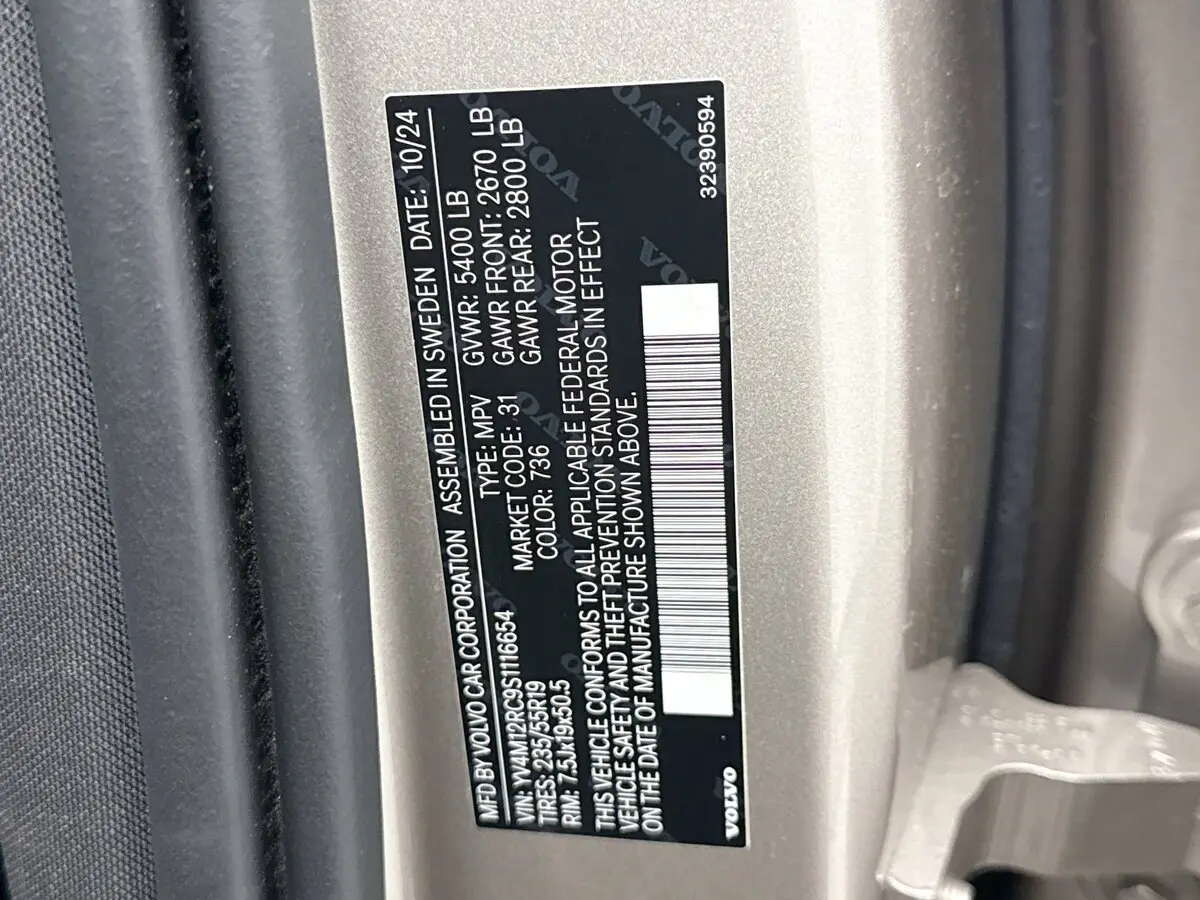 MFD BY VOLVO CAR CORPORATION ASSEMBLED IN SWEDEN DATE: 10/24
VIN: YV4M12RC9S1116654 TYPE: MPV GVWR: 5400 LB
TIRES: 235/55R19 MARKET CODE: 31 GAWR FRONT: 2670 LB
RIM: 7.5Jx19x50.5 COLOR: 736 GAWR REAR: 2800 LB
THIS VEHICLE CONFORMS TO ALL APPLICABLE FEDERAL MOTOR
VEHICLE SAFETY AND THEFT PREVENTION STANDARDS IN EFFECT
ON THE DATE OF MANUFACTURE SHOWN ABOVE.
VOLVO 32390594